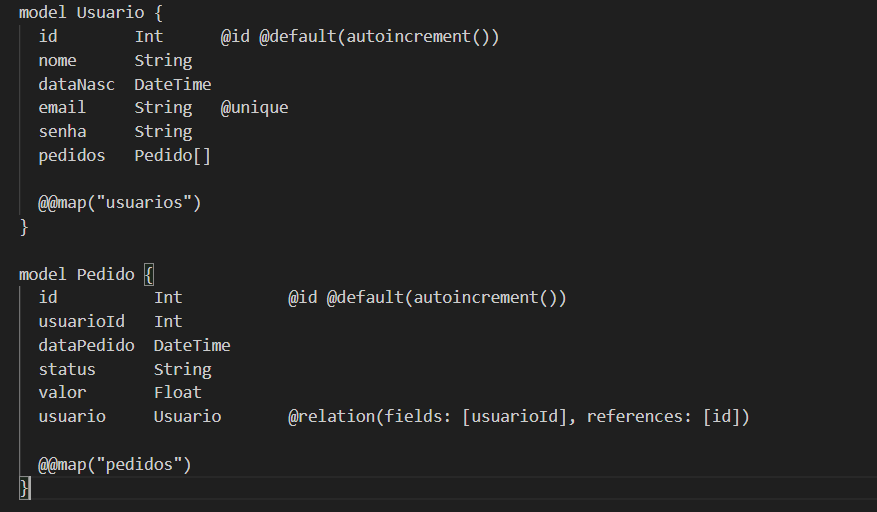 model Usuario {
  id        Int      @id @default(autoincrement())
  nome      String
  dataNasc  DateTime
  email     String   @unique
  senha     String
  pedidos   Pedido[]

  @@map("usuarios")
}

model Pedido {
  id          Int           @id @default(autoincrement())
  usuarioId   Int
  dataPedido  DateTime
  status      String
  valor       Float
  usuario     Usuario       @relation(fields: [usuarioId], references: [id])

  @@map("pedidos")
}